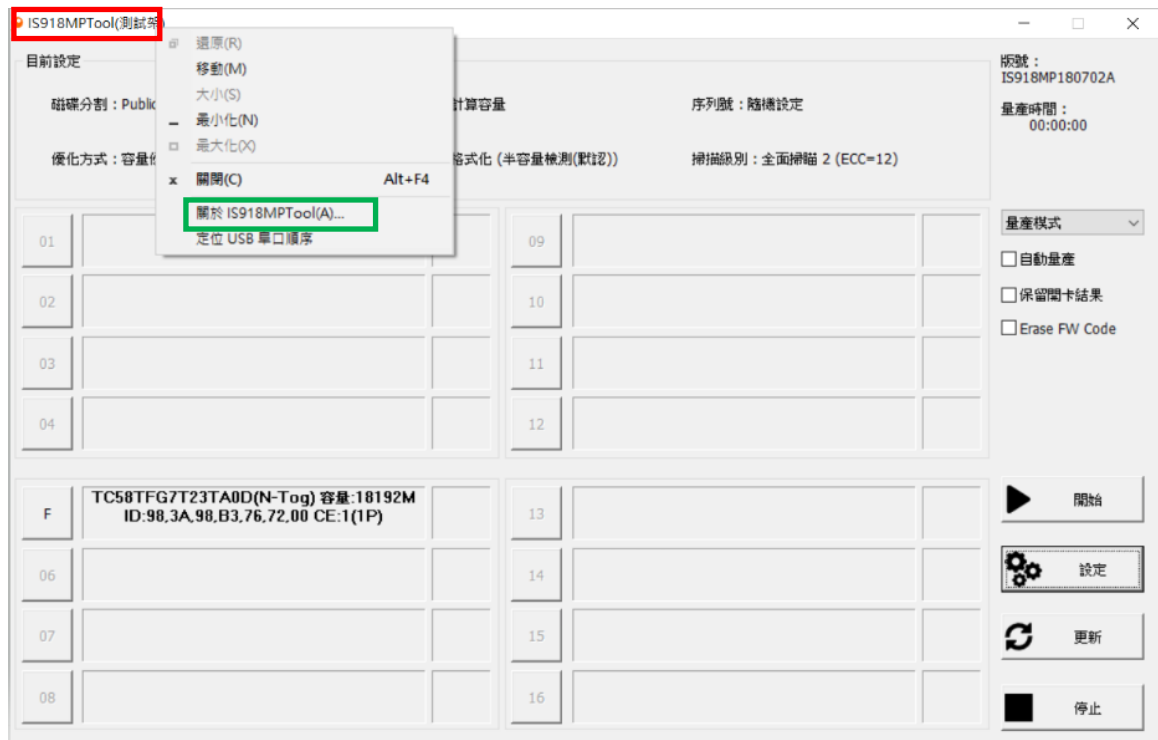 IS918MPTool(測試架)
還原(R)
移動(M)
大小(S)
最小化(N)
最大化(X)
關閉(C) Alt+F4
關於 IS918MPTool(A)...
定位 USB 單口順序
目前設定
磁碟分割：Public
計算容量
序列號：隨機設定
優化方式：容量
格式化 (半容量檢測(默認))
掃描級別：全面掃瞄 2 (ECC=12)
版號：
IS918MP180702A
量產時間：
00:00:00
01
02
03
04
09
10
11
12
F
TC58TFG7T23TA0D(N-Tog) 容量:18192M
ID:98,3A,98,B3,76,72,00 CE:1(1P)
06
07
08
13
14
15
16
量產模式
自動量產
保留開卡結果
Erase FW Code
開始
設定
更新
停止